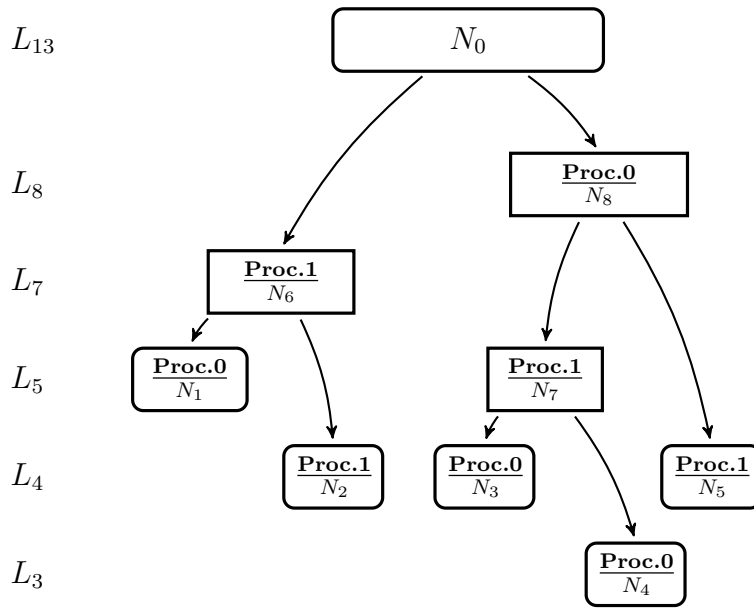 L13 N0
Proc.0
L8 N8
Proc.1
L7 N6
Proc.0 Proc.1
L5 N1 N7
Proc.1 Proc.0 Proc.1
L4 N2 N3 N5
Proc.0
L3 N4